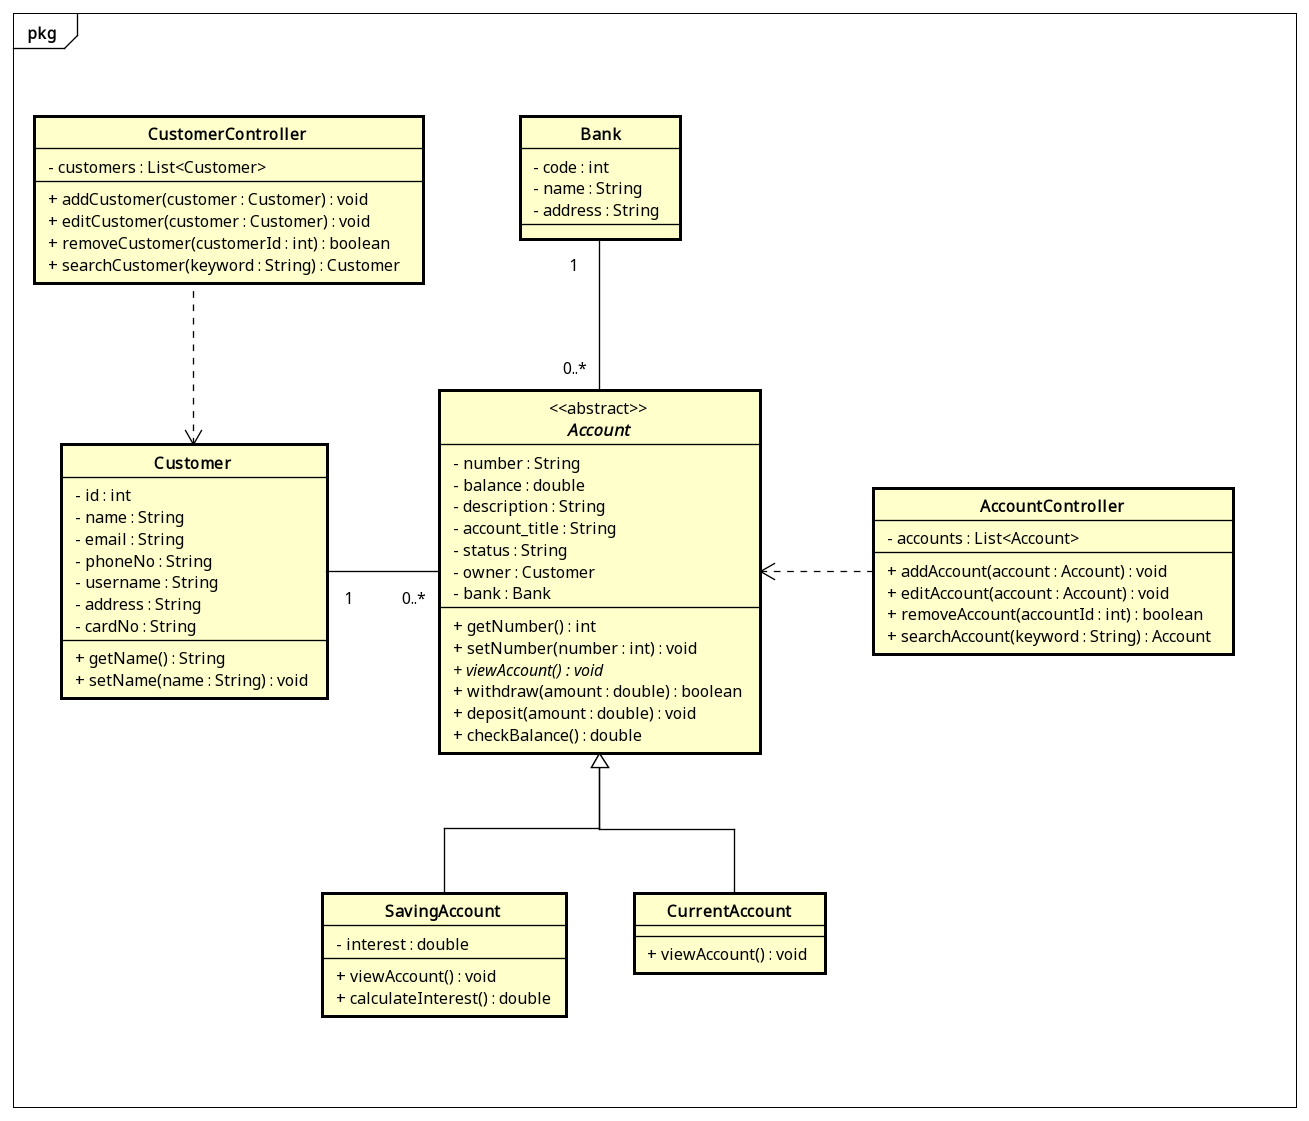 pkg
CustomerController
- customers : List<Customer>
+ addCustomer(customer : Customer) : void
+ editCustomer(customer : Customer) : void
+ removeCustomer(customerId : int) : boolean
+ searchCustomer(keyword : String) : Customer
Bank
- code : int
- name : String
- address : String
1
0..*
<<abstract>>
Account
- number : String
- balance : double
- description : String
- account_title : String
- status : String
- owner : Customer
- bank : Bank
+ getNumber() : int
+ setNumber(number : int) : void
+ viewAccount() : void
+ withdraw(amount : double) : boolean
+ deposit(amount : double) : void
+ checkBalance() : double
Customer
- id : int
- name : String
- email : String
- phoneNo : String
- username : String
- address : String
- cardNo : String
+ getName() : String
+ setName(name : String) : void
1
0..*
AccountController
- accounts : List<Account>
+ addAccount(account : Account) : void
+ editAccount(account : Account) : void
+ removeAccount(accountId : int) : boolean
+ searchAccount(keyword : String) : Account
SavingAccount
- interest : double
+ viewAccount() : void
+ calculateInterest() : double
CurrentAccount
+ viewAccount() : void